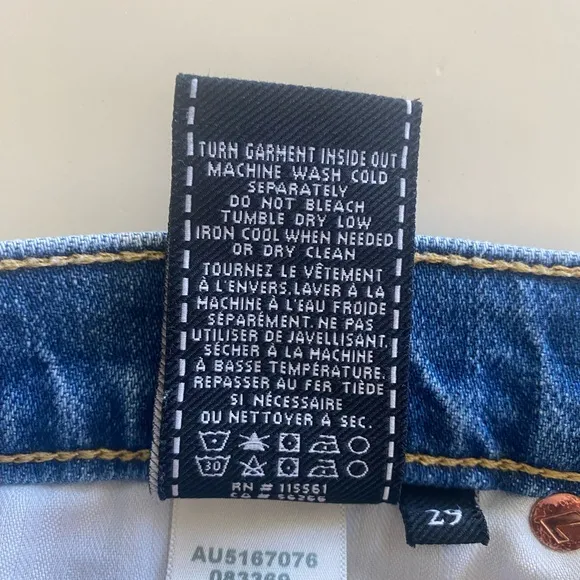 TURN GARMENT INSIDE OUT
MACHINE WASH COLD
SEPARATELY
DO NOT BLEACH
TUMBLE DRY LOW
IRON COOL WHEN NEEDED
OR DRY CLEAN
TOURNEZ LE VÊTEMENT
À L'ENVERS, LAVER À LA
MACHINE À L'EAU FROIDE
SÉPARÉMENT. NE PAS
UTILISER DE JAVELLISANT.
SÉCHER À LA MACHINE
À BASSE TEMPÉRATURE.
REPASSER AU FER TIÈDE
SI NÉCESSAIRE
OU NETTOYER À SEC.
30
RN # 115561
CA #
29
AU5167076
083369